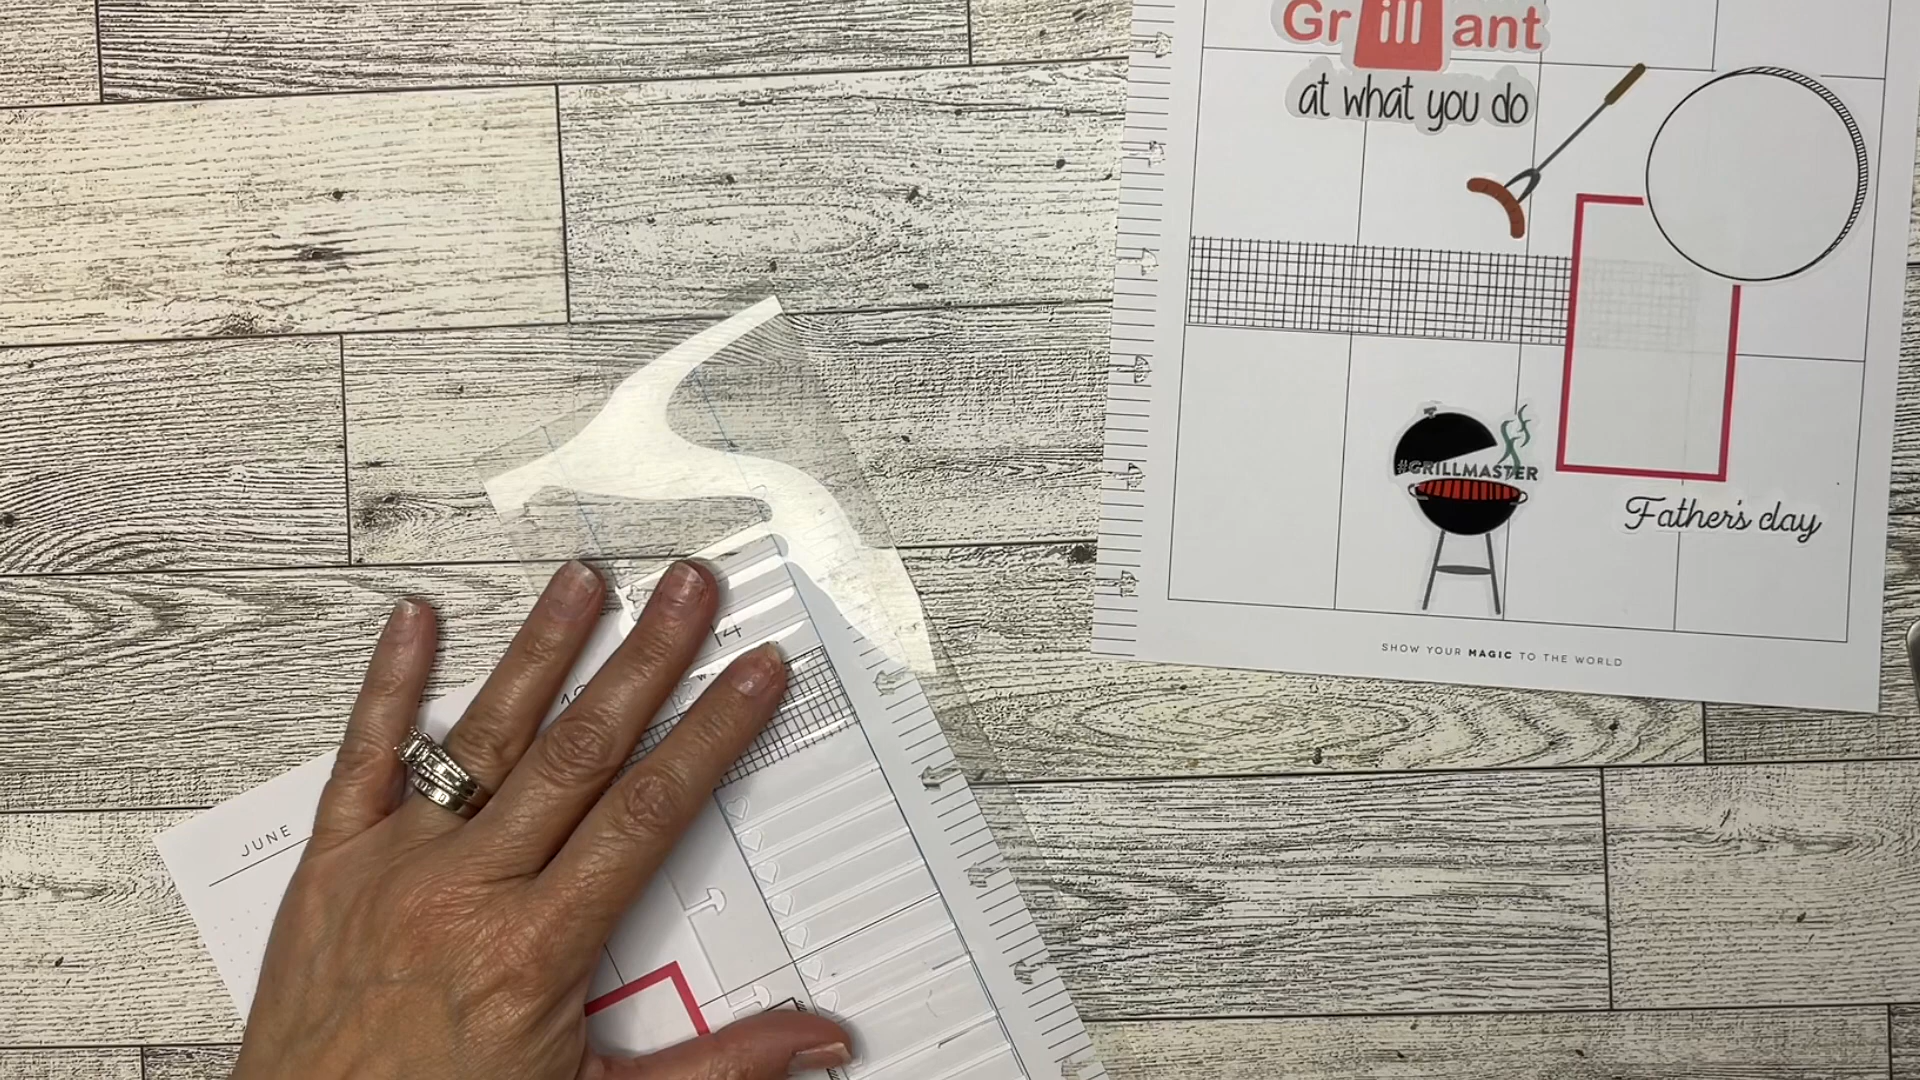 Grillant
at what you do
#GRILLMASTER
Father's day
SHOW YOUR MAGIC TO THE WORLD
14
JUNE